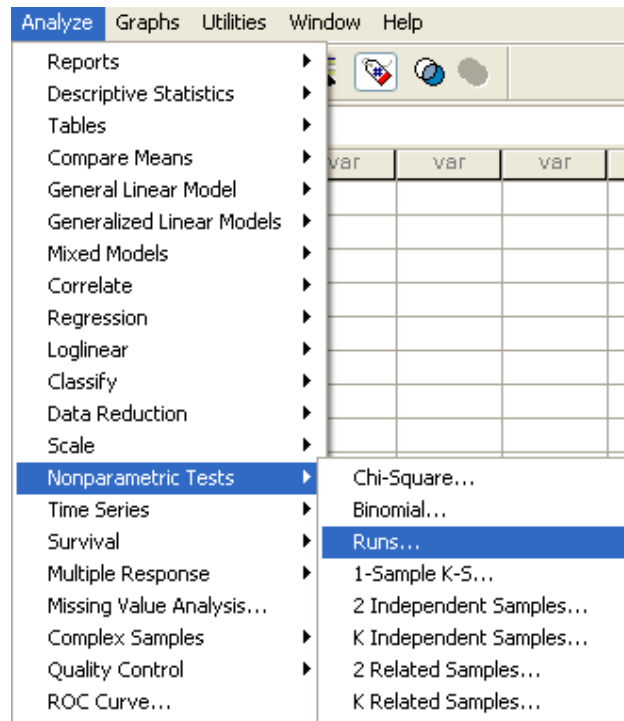 Analyze Graphs Utilities Window Help
Reports
Descriptive Statistics
Tables
Compare Means
var var var
General Linear Model
Generalized Linear Models
Mixed Models
Correlate
Regression
Loglinear
Classify
Data Reduction
Scale
Nonparametric Tests
Time Series
Survival
Multiple Response
Missing Value Analysis...
Complex Samples
Quality Control
ROC Curve...
Chi-Square...
Binomial...
Runs...
1-Sample K-S...
2 Independent Samples...
K Independent Samples...
2 Related Samples...
K Related Samples...